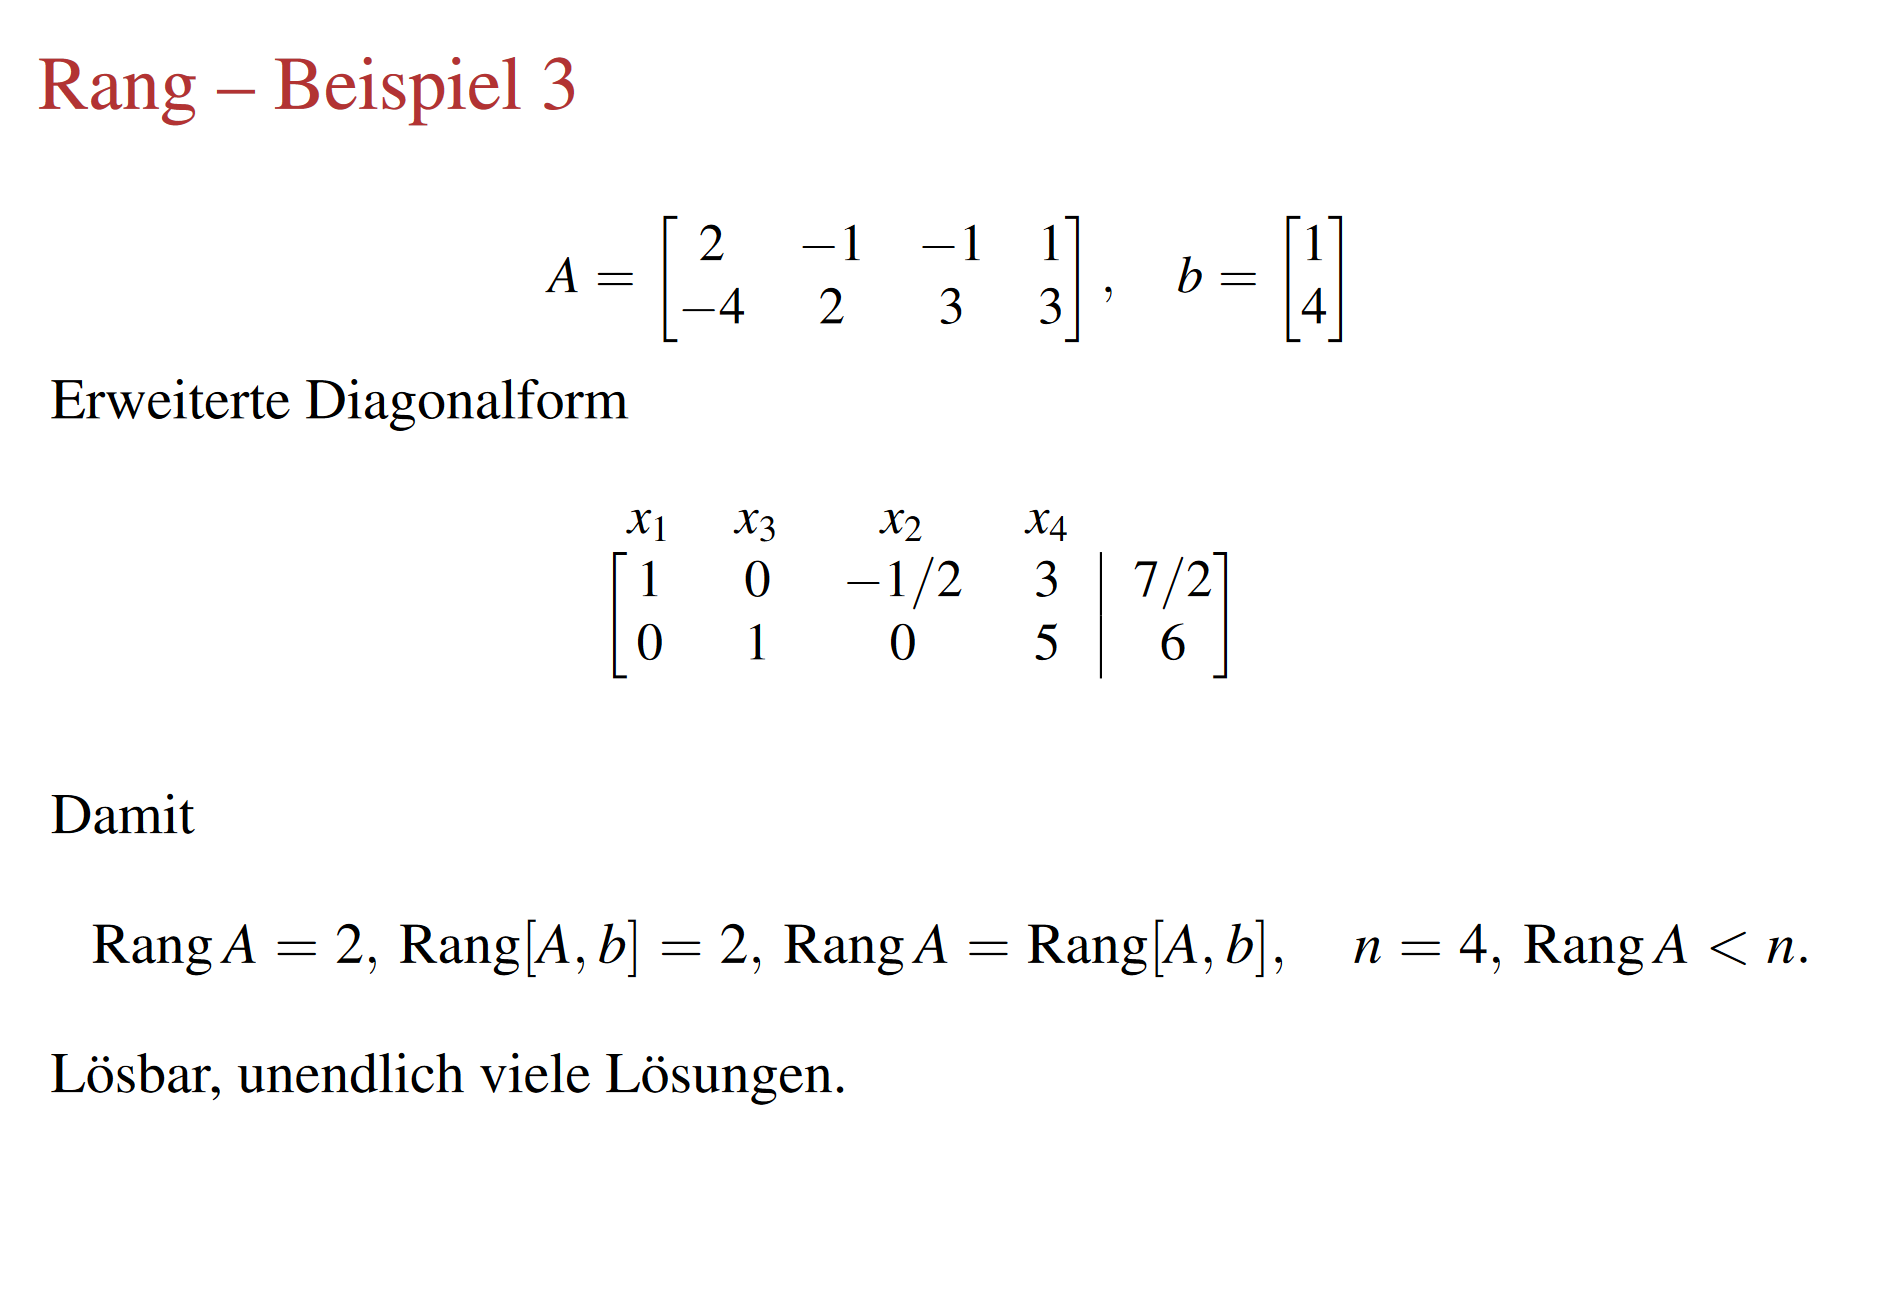 Rang – Beispiel 3
A = [ 2 −1 −1 1 ; −4 2 3 3 ] , b = [ 1 ; 4 ]
Erweiterte Diagonalform
x₁ x₃ x₂ x₄
[ 1 0 −1/2 3 | 7/2 ]
[ 0 1 0 5 | 6 ]
Damit
Rang A = 2, Rang[A, b] = 2, Rang A = Rang[A, b], n = 4, Rang A < n.
Lösbar, unendlich viele Lösungen.